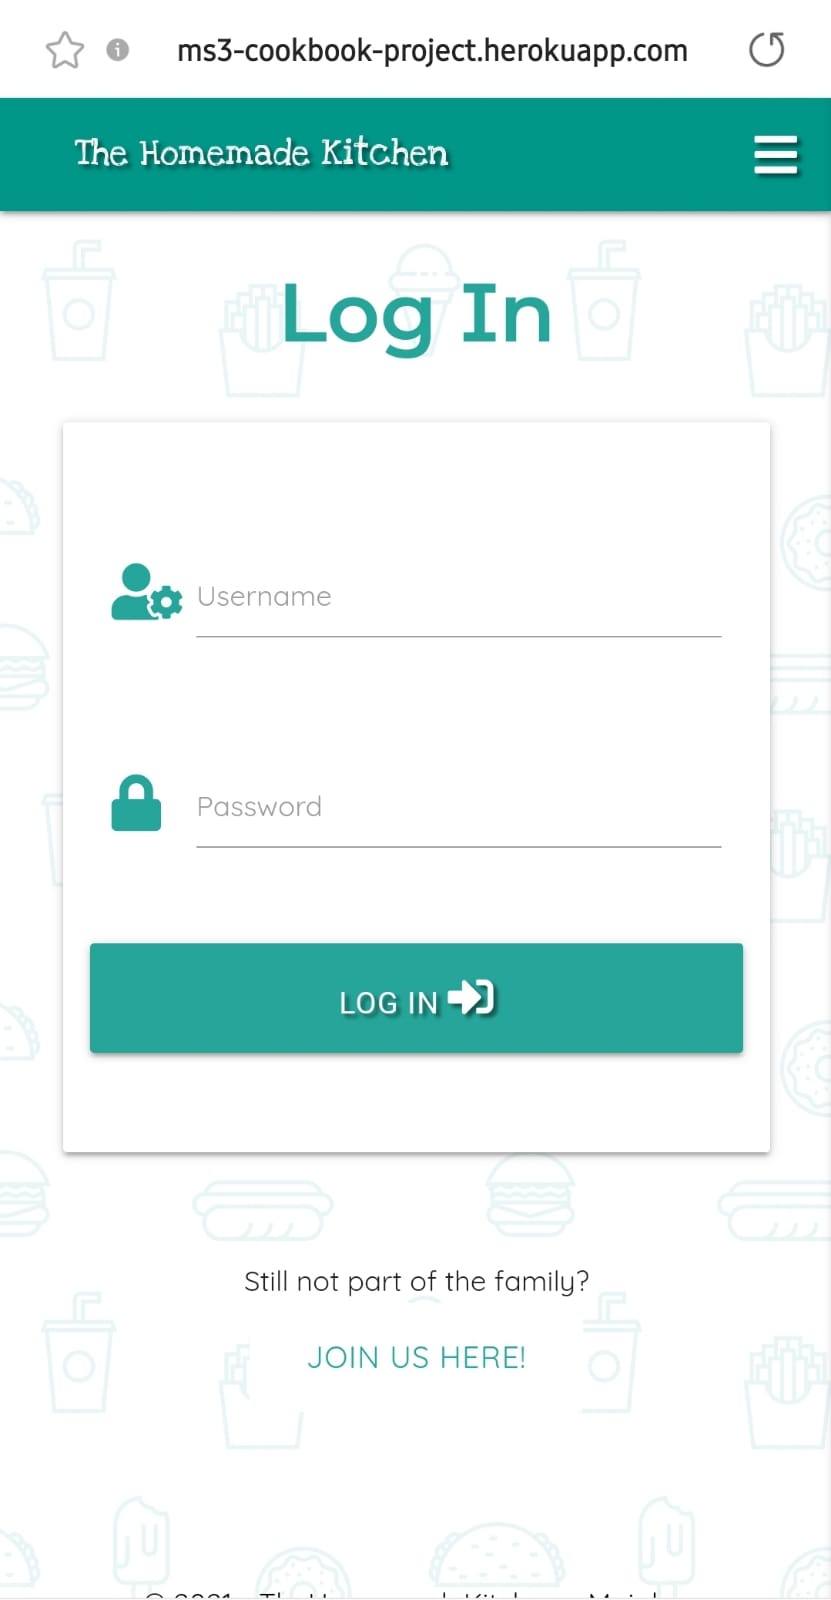 ms3-cookbook-project.herokuapp.com
The Homemade Kitchen
Log In
Username
Password
LOG IN
Still not part of the family?
JOIN US HERE!